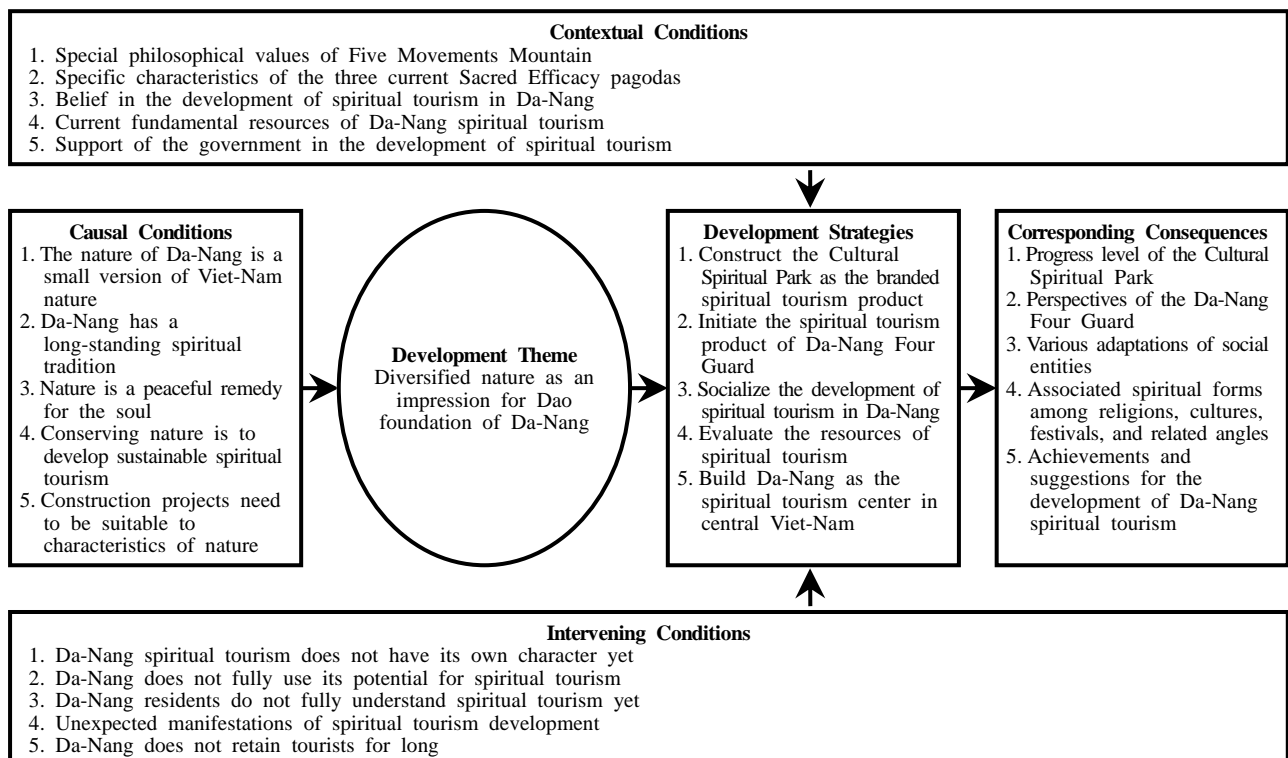 Contextual Conditions
1. Special philosophical values of Five Movements Mountain
2. Specific characteristics of the three current Sacred Efficacy pagodas
3. Belief in the development of spiritual tourism in Da-Nang
4. Current fundamental resources of Da-Nang spiritual tourism
5. Support of the government in the development of spiritual tourism
Causal Conditions
1. The nature of Da-Nang is a
small version of Viet-Nam
nature
2. Da-Nang has a
long-standing spiritual
tradition
3. Nature is a peaceful remedy
for the soul
4. Conserving nature is to
develop sustainable spiritual
tourism
5. Construction projects need
to be suitable to
characteristics of nature
Development Theme
Diversified nature as an
impression for Dao
foundation of Da-Nang
Development Strategies
1. Construct the Cultural
Spiritual Park as the branded
spiritual tourism product
2. Initiate the spiritual tourism
product of Da-Nang Four
Guard
3. Socialize the development of
spiritual tourism in Da-Nang
4. Evaluate the resources of
spiritual tourism
5. Build Da-Nang as the
spiritual tourism center in
central Viet-Nam
Corresponding Consequences
1. Progress level of the Cultural
Spiritual Park
2. Perspectives of the Da-Nang
Four Guard
3. Various adaptations of social
entities
4. Associated spiritual forms
among religions, cultures,
festivals, and related angles
5. Achievements and
suggestions for the
development of Da-Nang
spiritual tourism
Intervening Conditions
1. Da-Nang spiritual tourism does not have its own character yet
2. Da-Nang does not fully use its potential for spiritual tourism
3. Da-Nang residents do not fully understand spiritual tourism yet
4. Unexpected manifestations of spiritual tourism development
5. Da-Nang does not retain tourists for long